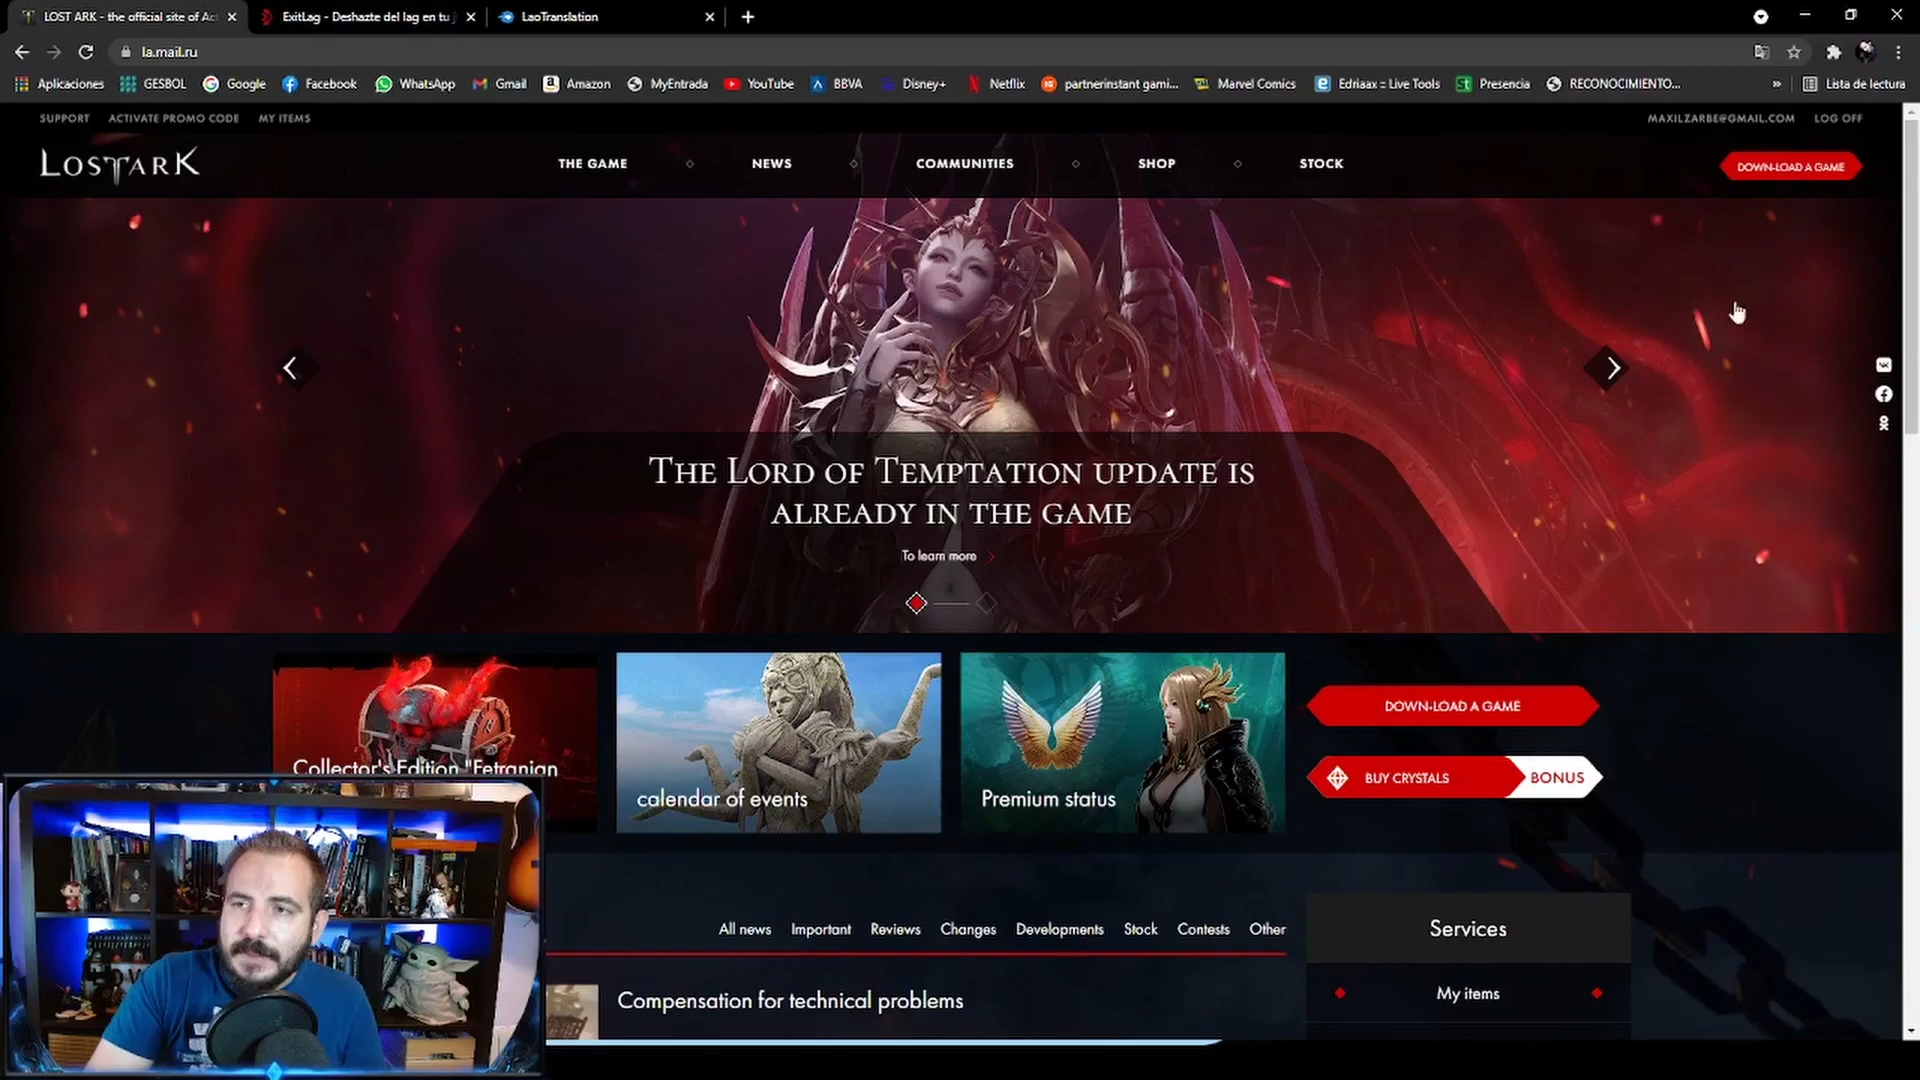 LOST ARK - the official site of Ac
ExitLag - Deshazte del lag en tu j
LaoTranslation
la.mail.ru
Aplicaciones
GESBOL
Google
Facebook
WhatsApp
Gmail
Amazon
MyEntrada
YouTube
BBVA
Disney+
Netflix
partnerinstant gami...
Marvel Comics
Edriaax :: Live Tools
Presencia
RECONOCIMIENTO...
»
Lista de lectura
SUPPORT
ACTIVATE PROMO CODE
MY ITEMS
MAXILZARBE@GMAIL.COM
LOG OFF
LOST ARK
THE GAME
NEWS
COMMUNITIES
SHOP
STOCK
DOWN-LOAD A GAME
THE LORD OF TEMPTATION UPDATE IS
ALREADY IN THE GAME
To learn more
Collector's Edition "Fetranian
calendar of events
Premium status
DOWN-LOAD A GAME
BUY CRYSTALS
BONUS
All news
Important
Reviews
Changes
Developments
Stock
Contests
Other
Services
My items
Compensation for technical problems